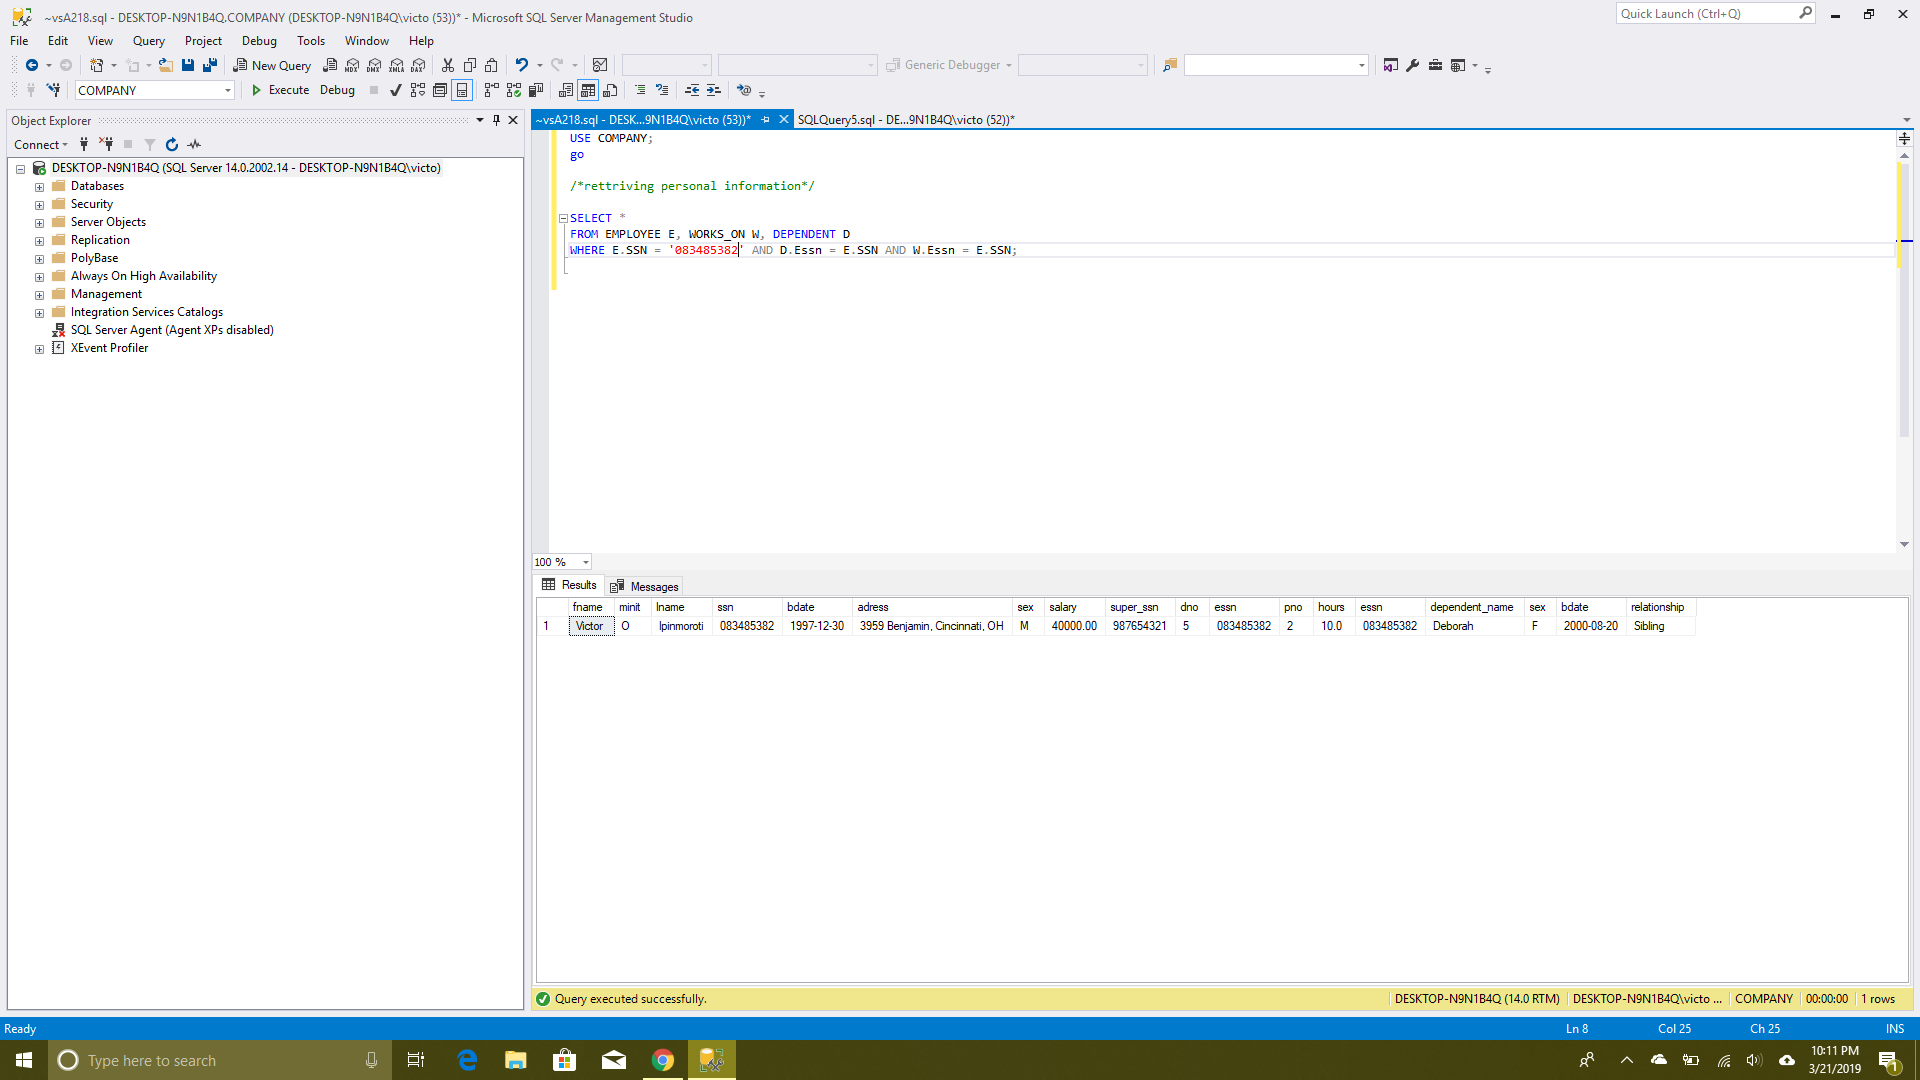 ~vsA218.sql - DESKTOP-N9N1B4Q.COMPANY (DESKTOP-N9N1B4Q\victo (53))* - Microsoft SQL Server Management Studio
Quick Launch (Ctrl+Q)
File Edit View Query Project Debug Tools Window Help
New Query
MDX DMX XMLA DAX
Generic Debugger
COMPANY
Execute Debug
Object Explorer
Connect
DESKTOP-N9N1B4Q (SQL Server 14.0.2002.14 - DESKTOP-N9N1B4Q\victo)
Databases
Security
Server Objects
Replication
PolyBase
Always On High Availability
Management
Integration Services Catalogs
SQL Server Agent (Agent XPs disabled)
XEvent Profiler
~vsA218.sql - DESK...9N1B4Q\victo (53))* SQLQuery5.sql - DE...9N1B4Q\victo (52))*
USE COMPANY;
go
/*rettriving personal information*/
SELECT *
FROM EMPLOYEE E, WORKS_ON W, DEPENDENT D
WHERE E.SSN = '083485382' AND D.Essn = E.SSN AND W.Essn = E.SSN;
100 %
Results Messages
fname minit lname ssn bdate adress sex salary super_ssn dno essn pno hours essn dependent_name sex bdate relationship
1 Victor O Ipinmoroti 083485382 1997-12-30 3959 Benjamin, Cincinnati, OH M 40000.00 987654321 5 083485382 2 10.0 083485382 Deborah F 2000-08-20 Sibling
Query executed successfully.
DESKTOP-N9N1B4Q (14.0 RTM) DESKTOP-N9N1B4Q\victo ... COMPANY 00:00:00 1 rows
Ready
Ln 8 Col 25 Ch 25 INS
Type here to search
10:11 PM
3/21/2019
1